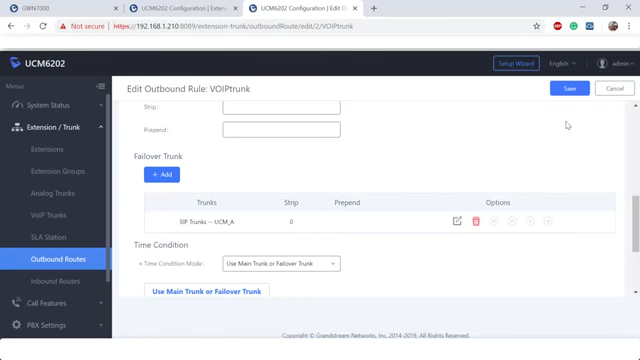 GWN7000
UCM6202 Configuration | Extensi
UCM6202 Configuration | Edit O
Not secure
https://192.168.1.210:8089/extension-trunk/outboundRoute/edit/2/VOIPtrunk
UCM6202
Setup Wizard
English
admin
Menus
System Status
Extension / Trunk
Extensions
Extension Groups
Analog Trunks
VoIP Trunks
SLA Station
Outbound Routes
Inbound Routes
Call Features
PBX Settings
Edit Outbound Rule: VOIPtrunk
Save
Cancel
Strip:
Prepend:
Failover Trunk
+ Add
Trunks Strip Prepend Options
SIP Trunks -- UCM_A 0
Time Condition
* Time Condition Mode: Use Main Trunk or Failover Trunk
Use Main Trunk or Failover Trunk
Copyright © Grandstream Networks, Inc. 2014-2019. All Rights Reserved.